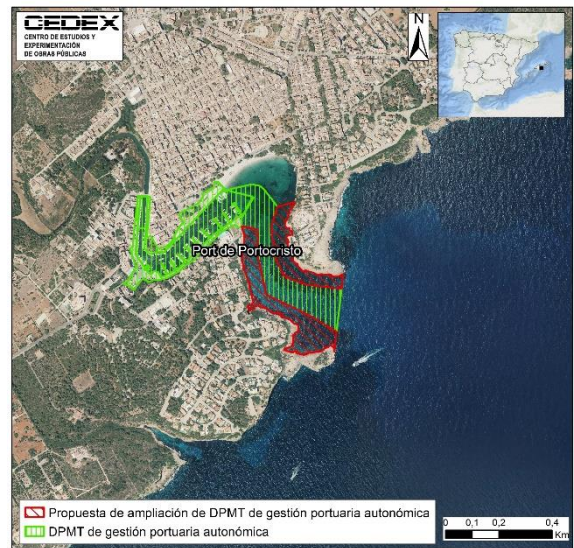 CEDEX
CENTRO DE ESTUDIOS Y
EXPERIMENTACIÓN
DE OBRAS PÚBLICAS
N
Port de Portocristo
Propuesta de ampliación de DPMT de gestión portuaria autonómica
DPMT de gestión portuaria autonómica
0 0,1 0,2 0,4
Km